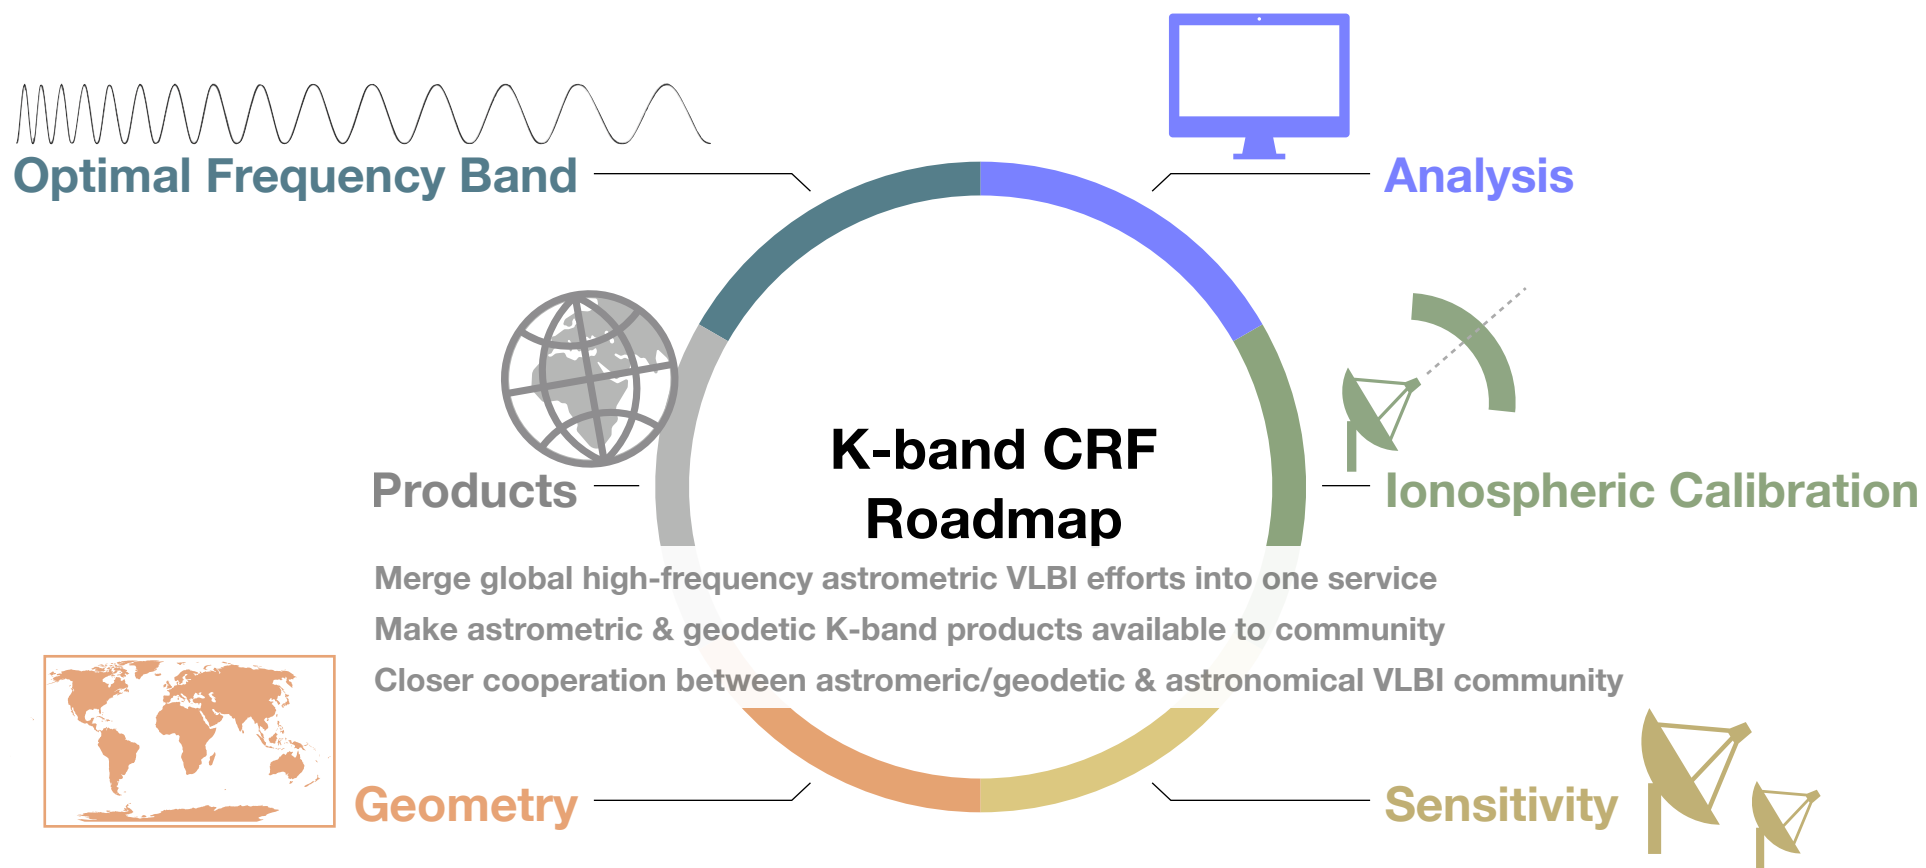 Optimal Frequency Band
Analysis
K-band CRF
Roadmap
Products
Ionospheric Calibration
Merge global high-frequency astrometric VLBI efforts into one service
Make astrometric & geodetic K-band products available to community
Closer cooperation between astromeric/geodetic & astronomical VLBI community
Geometry
Sensitivity